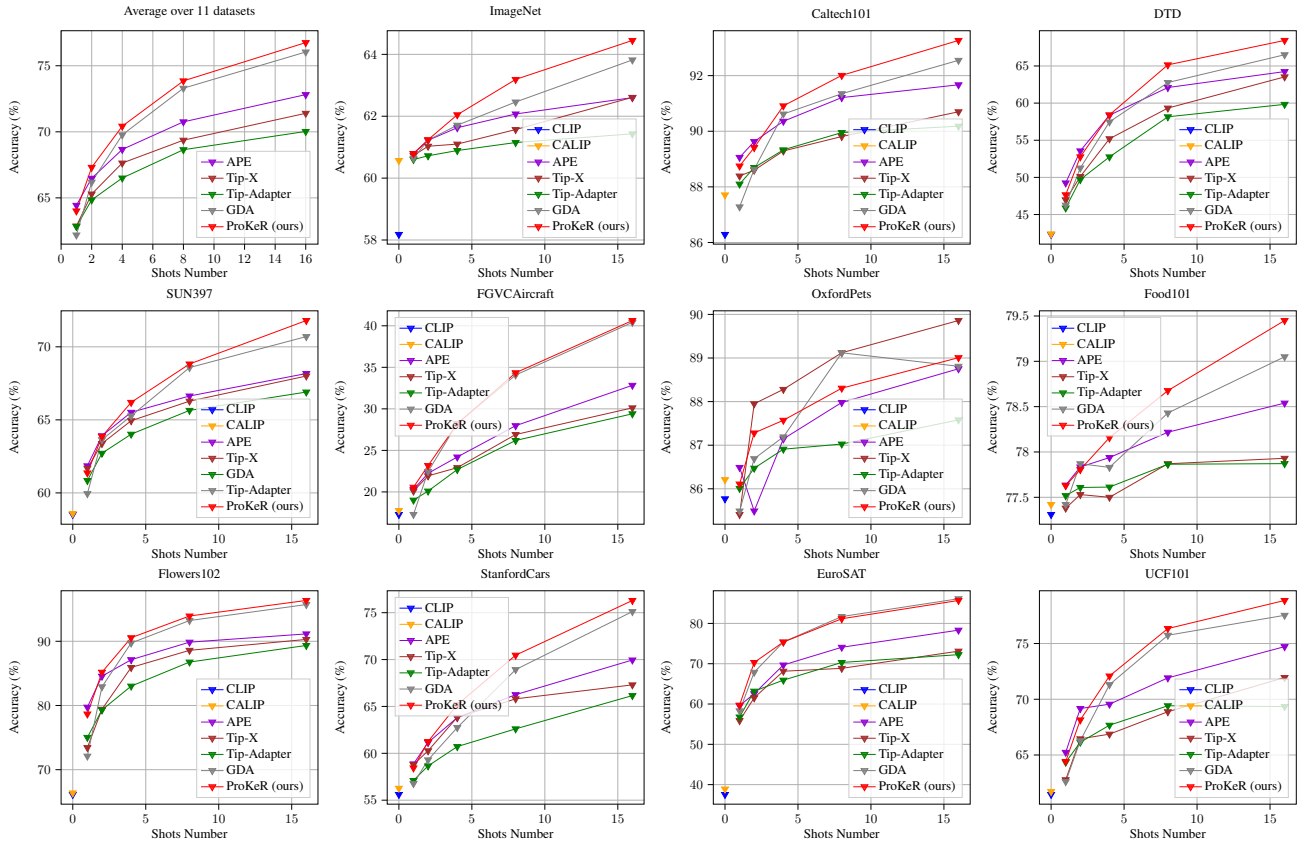 Average over 11 datasets
Accuracy (%)
75
70
65
0 2 4 6 8 10 12 14 16
Shots Number
APE
Tip-X
Tip-Adapter
GDA
ProKeR (ours)
ImageNet
Accuracy (%)
64
62
60
58
0 5 10 15
Shots Number
CLIP
CALIP
APE
Tip-X
Tip-Adapter
GDA
ProKeR (ours)
Caltech101
Accuracy (%)
92
90
88
86
0 5 10 15
Shots Number
CLIP
CALIP
APE
Tip-X
Tip-Adapter
GDA
ProKeR (ours)
DTD
Accuracy (%)
65
60
55
50
45
0 5 10 15
Shots Number
CLIP
CALIP
APE
Tip-X
Tip-Adapter
GDA
ProKeR (ours)
SUN397
Accuracy (%)
70
65
60
0 5 10 15
Shots Number
CLIP
CALIP
APE
Tip-X
GDA
Tip-Adapter
ProKeR (ours)
FGVCAircraft
Accuracy (%)
40
35
30
25
20
0 5 10 15
Shots Number
CLIP
CALIP
APE
Tip-X
Tip-Adapter
GDA
ProKeR (ours)
OxfordPets
Accuracy (%)
90
89
88
87
86
0 5 10 15
Shots Number
CLIP
CALIP
APE
Tip-X
Tip-Adapter
GDA
ProKeR (ours)
Food101
Accuracy (%)
79.5
79
78.5
78
77.5
0 5 10 15
Shots Number
CLIP
CALIP
APE
Tip-X
Tip-Adapter
GDA
ProKeR (ours)
Flowers102
Accuracy (%)
90
80
70
0 5 10 15
Shots Number
CLIP
CALIP
APE
Tip-X
Tip-Adapter
GDA
ProKeR (ours)
StanfordCars
Accuracy (%)
75
70
65
60
55
0 5 10 15
Shots Number
CLIP
CALIP
APE
Tip-X
Tip-Adapter
GDA
ProKeR (ours)
EuroSAT
Accuracy (%)
80
70
60
50
40
0 5 10 15
Shots Number
CLIP
CALIP
APE
Tip-X
Tip-Adapter
GDA
ProKeR (ours)
UCF101
Accuracy (%)
75
70
65
0 5 10 15
Shots Number
CLIP
CALIP
APE
Tip-X
Tip-Adapter
GDA
ProKeR (ours)